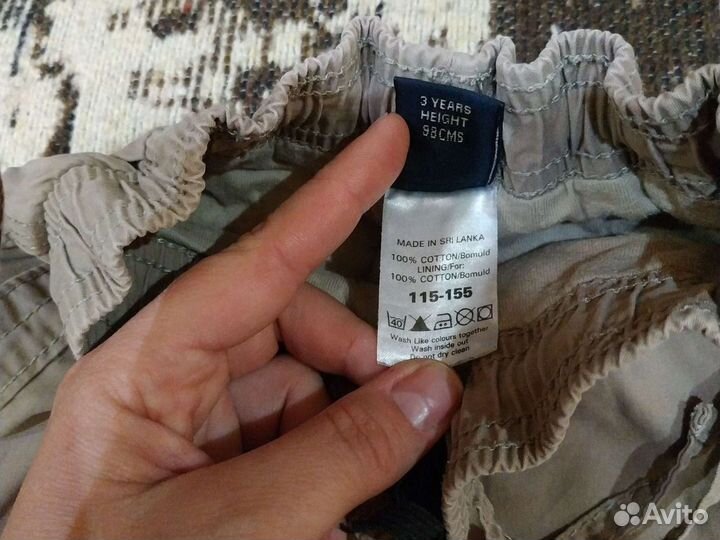 3 YEARS
HEIGHT
98CMS
MADE IN SRI LANKA
100% COTTON/Bomuld
LINING/For:
100% COTTON/Bomuld
115-155
40
Wash Like colours together
Wash inside out
Do not dry clean
Avito